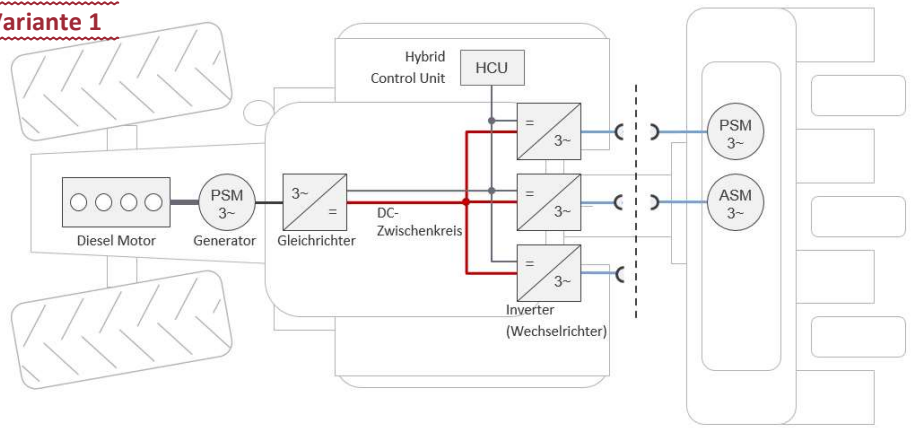 Variante 1
Hybrid
Control Unit
HCU
=
3~
PSM
3~
PSM
3~
3~
=
=
3~
ASM
3~
Diesel Motor
Generator
Gleichrichter
DC-
Zwischenkreis
=
3~
Inverter
(Wechselrichter)